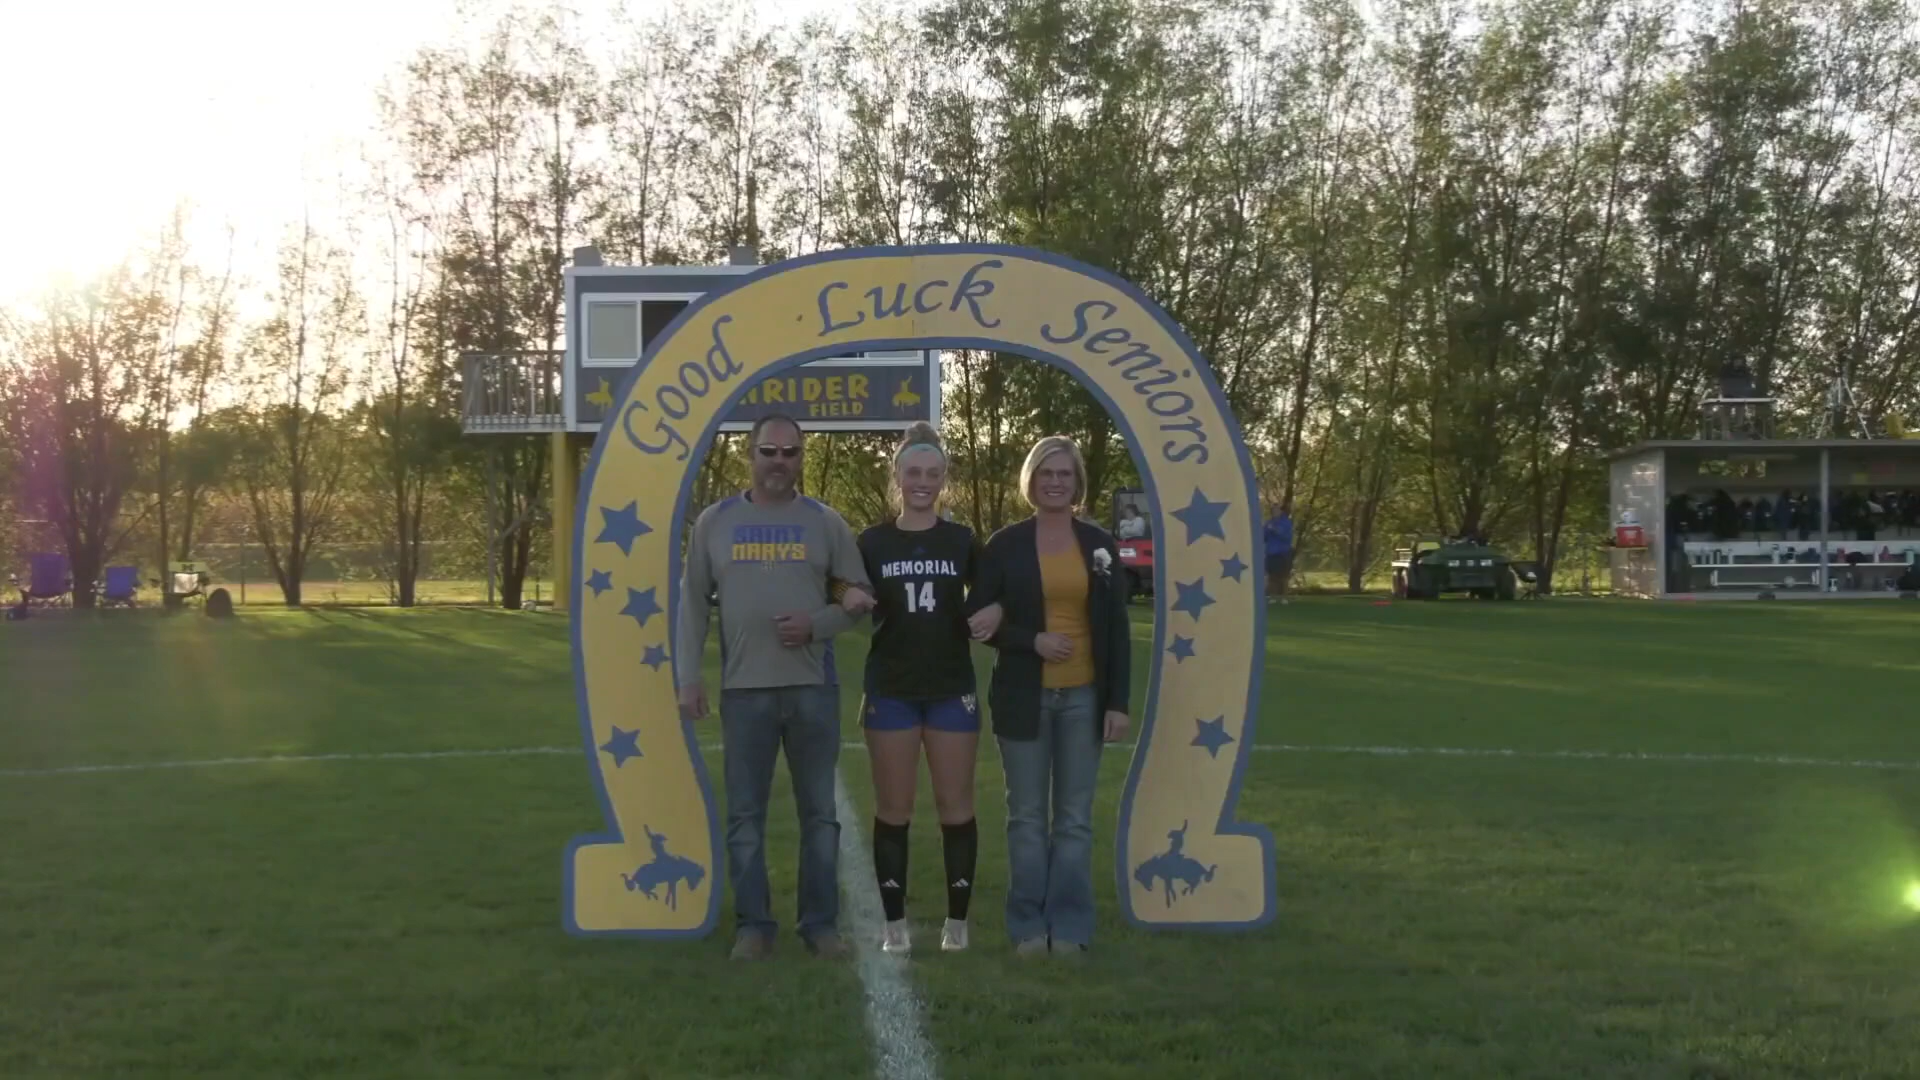 Good Luck Seniors
RIDER
FIELD
SAINT
MARYS
MEMORIAL
14